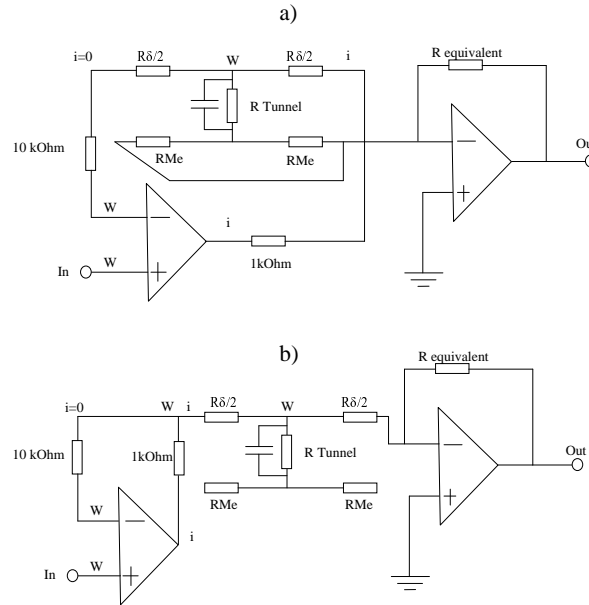 a)
R equivalent
i=0
Rδ/2
W
Rδ/2
i
R Tunnel
10 kOhm
RMe
RMe
Out
W
i
In
W
1kOhm
b)
R equivalent
i=0
W
i
Rδ/2
W
Rδ/2
10 kOhm
1kOhm
R Tunnel
Out
RMe
RMe
W
i
In
W